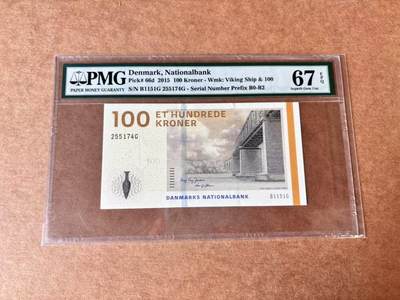 PMG
PAPER MONEY GUARANTY
Denmark, Nationalbank
Pick# 66d 2015 100 Kroner - Wmk: Viking Ship & 100
S/N B1151G 255174G - Serial Number Prefix B0-B2
67 EPQ
Superb Gem Unc
100 ET HUNDREDE
KRONER
255174G
100
DANMARKS NATIONALBANK
B1151G